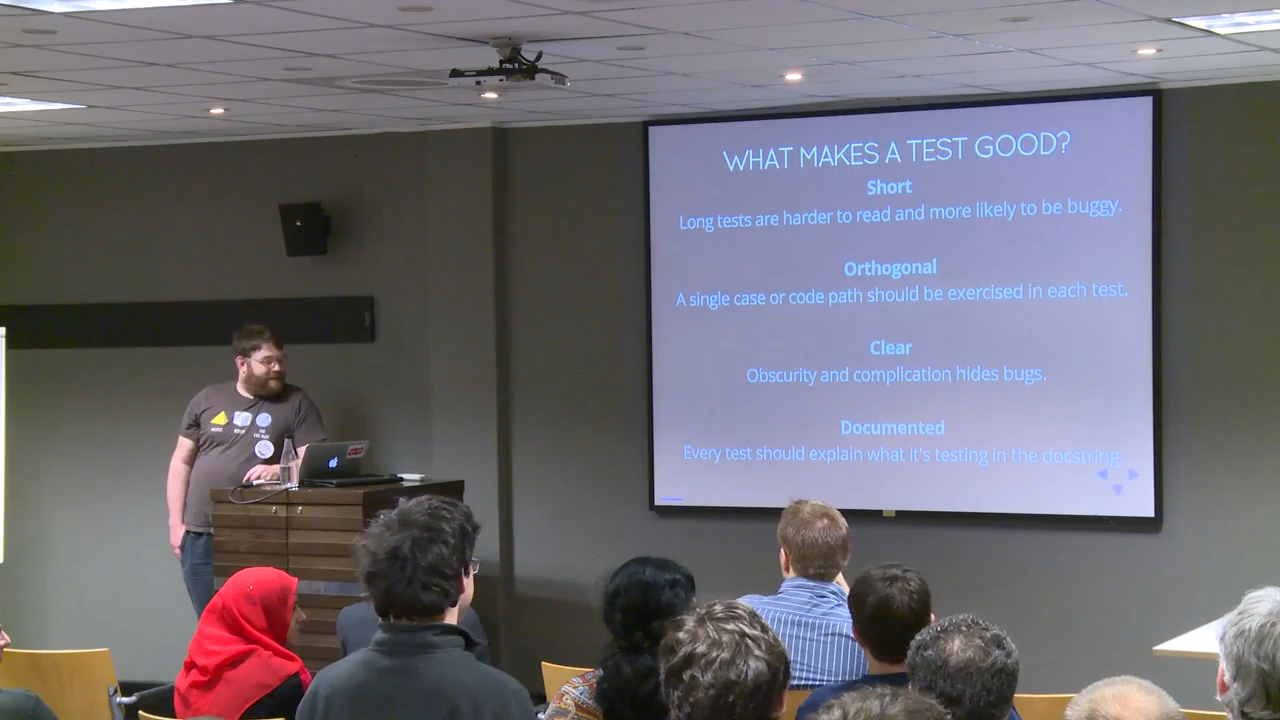 WHAT MAKES A TEST GOOD?
Short
Long tests are harder to read and more likely to be buggy.
Orthogonal
A single case or code path should be exercised in each test.
Clear
Obscurity and complication hides bugs.
Documented
Every test should explain what it's testing in the docstring.